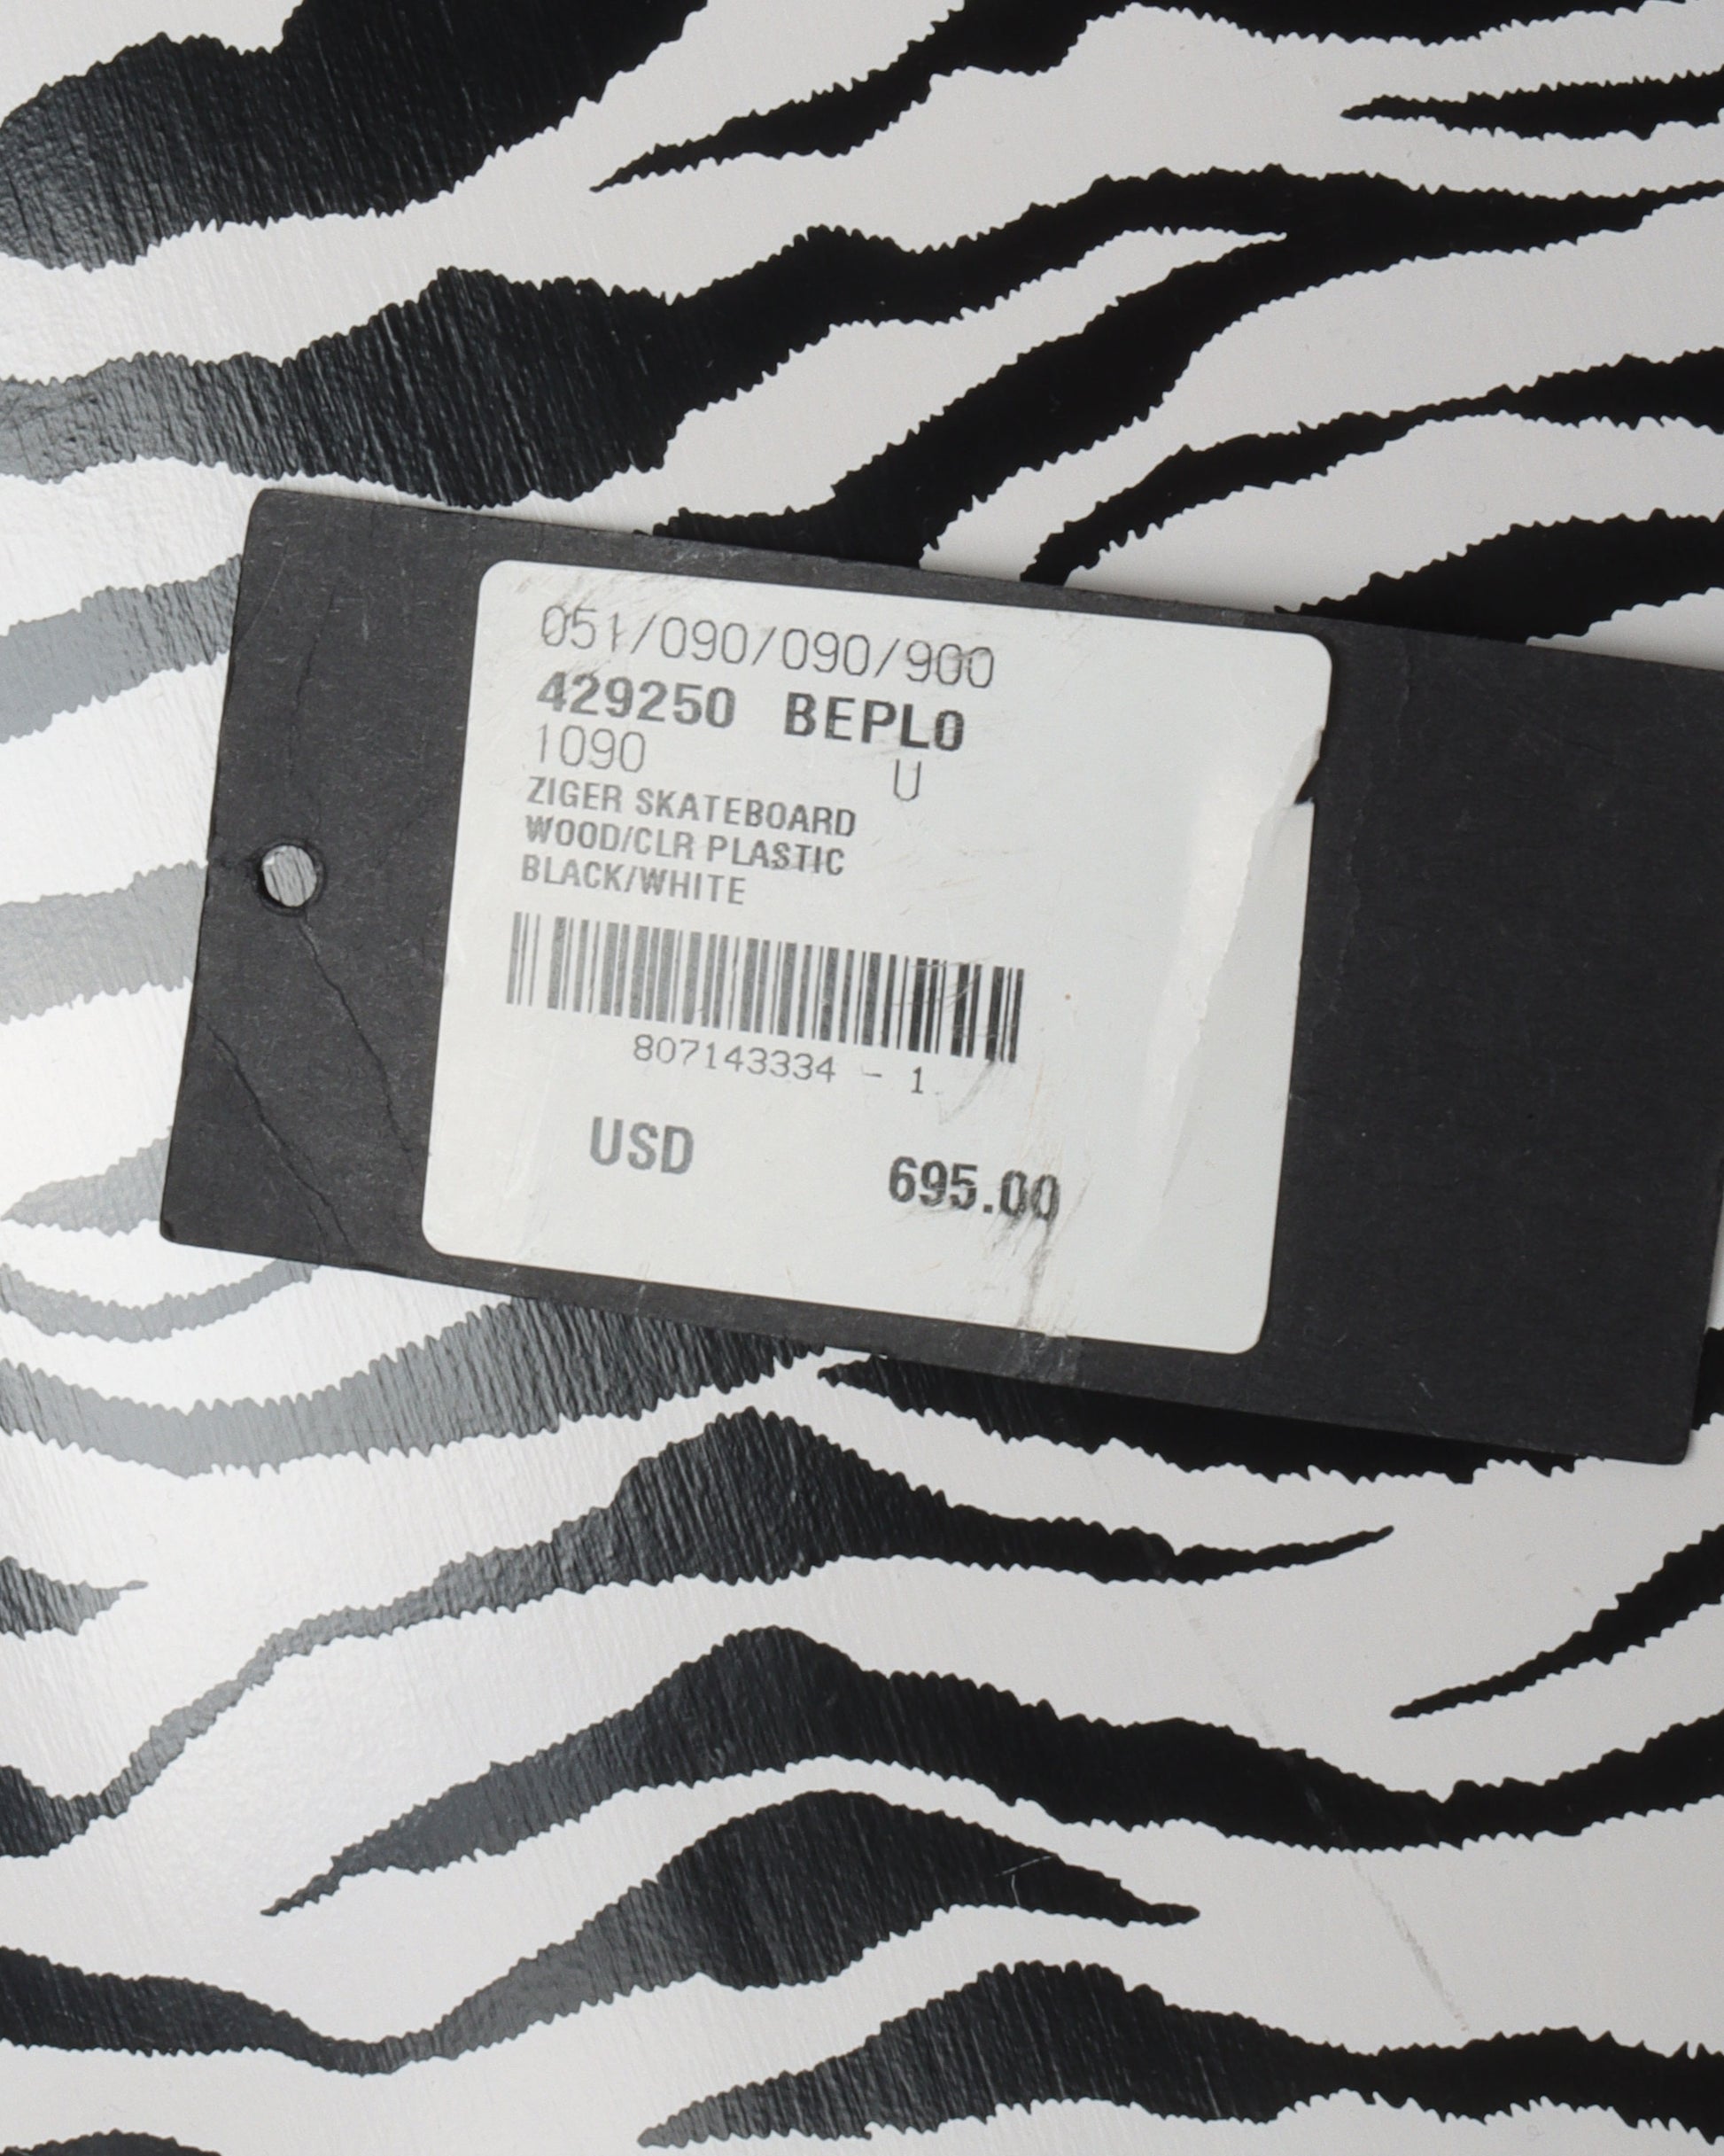 051/090/090/900
429250 BEPL0
1090 U
ZIGER SKATEBOARD
WOOD/CLR PLASTIC
BLACK/WHITE
807143334 - 1
USD 695.00